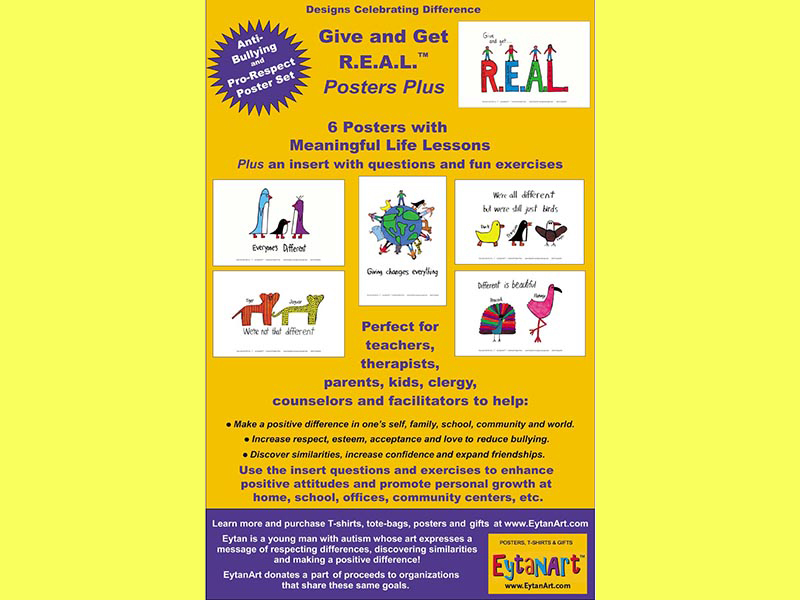 Designs Celebrating Difference
Anti-
Bullying
and
Pro-Respect
Poster Set
Give and Get
R.E.A.L.™
Posters Plus
Give
and get...
R.E.A.L
6 Posters with
Meaningful Life Lessons
Plus an insert with questions and fun exercises
Everyone's Different
Giving changes everything
We're all different
but we're still just birds
Duck
Penguin
Tiger
Jaguar
We're not that different
Different is beautiful
Peacock
Flamingo
Perfect for
teachers,
therapists,
parents, kids, clergy,
counselors and facilitators to help:
● Make a positive difference in one's self, family, school, community and world.
● Increase respect, esteem, acceptance and love to reduce bullying.
● Discover similarities, increase confidence and expand friendships.
Use the insert questions and exercises to enhance
positive attitudes and promote personal growth at
home, school, offices, community centers, etc.
Learn more and purchase T-shirts, tote-bags, posters and gifts at www.EytanArt.com
Eytan is a young man with autism whose art expresses a
message of respecting differences, discovering similarities
and making a positive difference!
EytanArt donates a part of proceeds to organizations
that share these same goals.
POSTERS, T-SHIRTS & GIFTS
EytanArt™
www.EytanArt.com